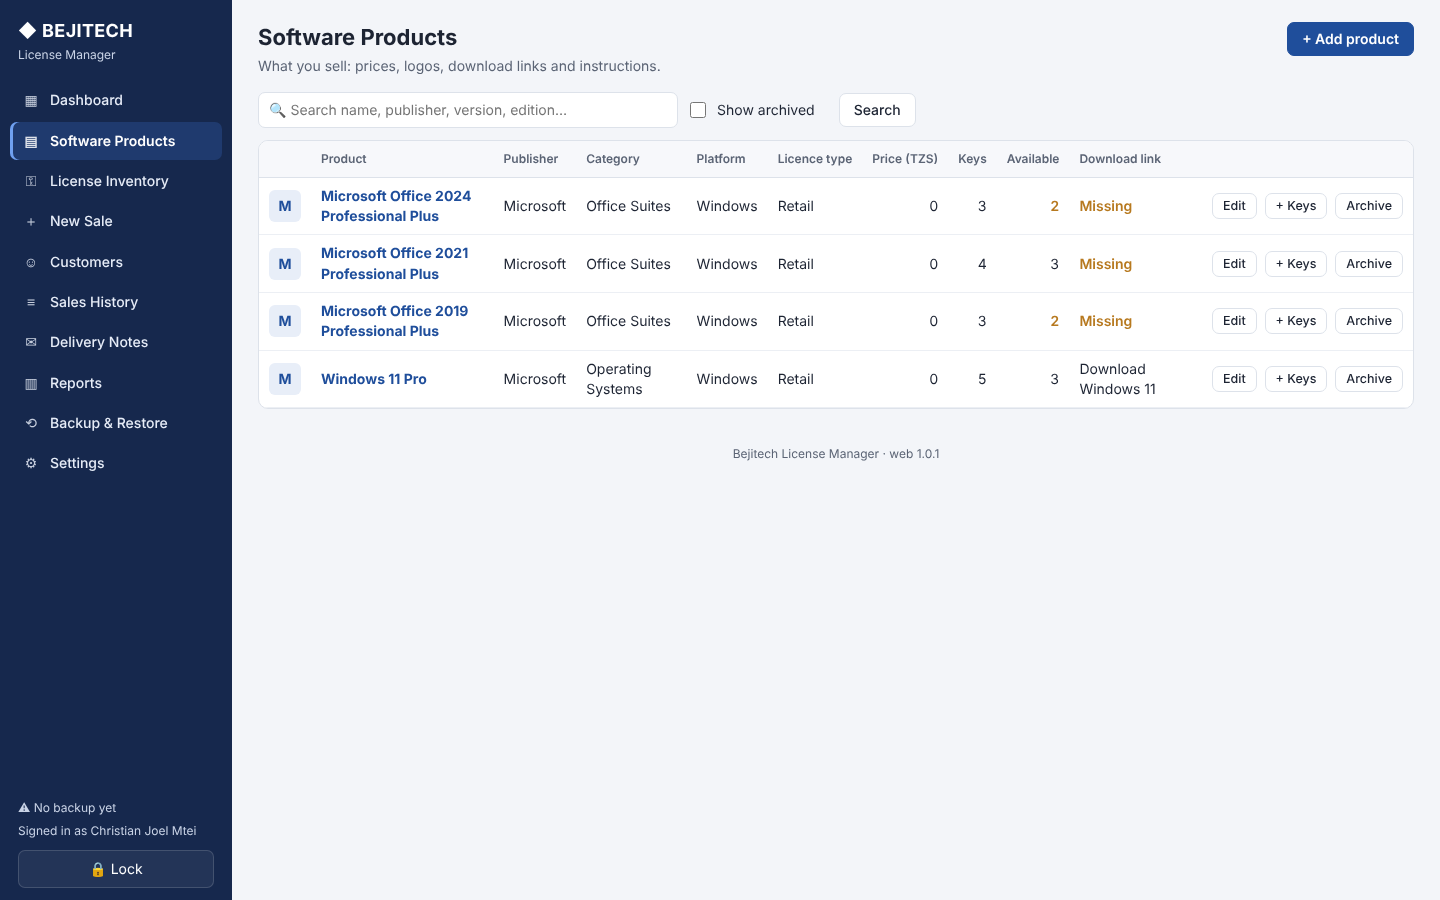 ◆ BEJITECH
License Manager
Dashboard
Software Products
License Inventory
+ New Sale
Customers
Sales History
Delivery Notes
Reports
Backup & Restore
Settings
⚠ No backup yet
Signed in as Christian Joel Mtei
🔒 Lock
Software Products
What you sell: prices, logos, download links and instructions.
+ Add product
🔍 Search name, publisher, version, edition...
Show archived
Search
Product Publisher Category Platform Licence type Price (TZS) Keys Available Download link
M Microsoft Office 2024 Professional Plus Microsoft Office Suites Windows Retail 0 3 2 Missing Edit + Keys Archive
M Microsoft Office 2021 Professional Plus Microsoft Office Suites Windows Retail 0 4 3 Missing Edit + Keys Archive
M Microsoft Office 2019 Professional Plus Microsoft Office Suites Windows Retail 0 3 2 Missing Edit + Keys Archive
M Windows 11 Pro Microsoft Operating Systems Windows Retail 0 5 3 Download Windows 11 Edit + Keys Archive
Bejitech License Manager · web 1.0.1